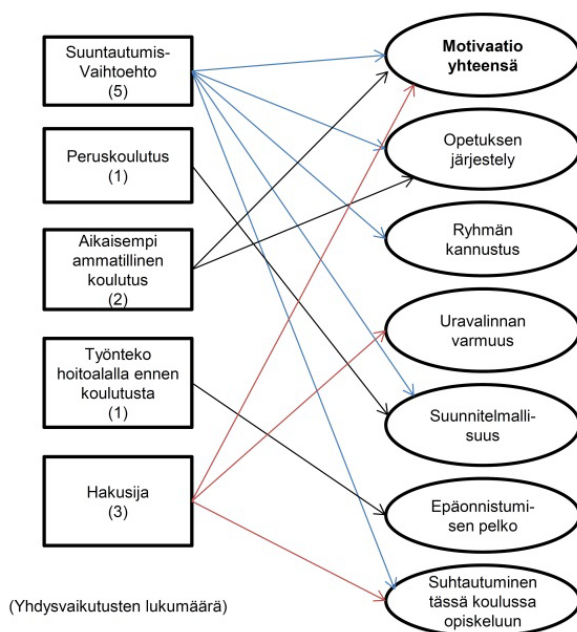 Suuntautumis-
Vaihtoehto
(5)
Peruskoulutus
(1)
Aikaisempi
ammatillinen
koulutus
(2)
Työnteko
hoitoalalla ennen
koulutusta
(1)
Hakusija
(3)
(Yhdysvaikutusten lukumäärä)
Motivaatio
yhteensä
Opetuksen
järjestely
Ryhmän
kannustus
Uravalinnan
varmuus
Suunnitelmalli-
suus
Epäonnistumi-
sen pelko
Suhtautuminen
tässä koulussa
opiskeluun